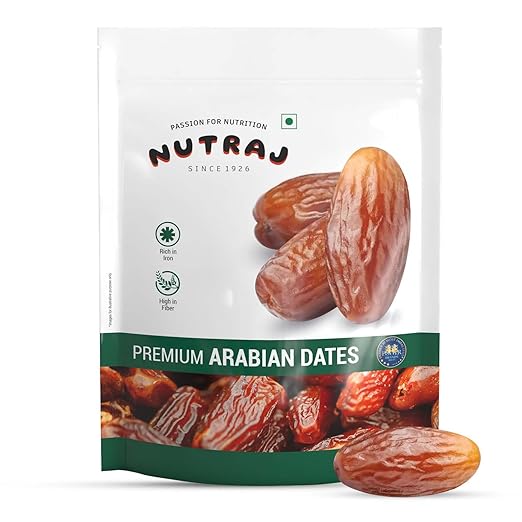 PASSION FOR NUTRITION
NUTRAJ
SINCE 1926
Rich in
Iron
High in
Fiber
PREMIUM ARABIAN DATES